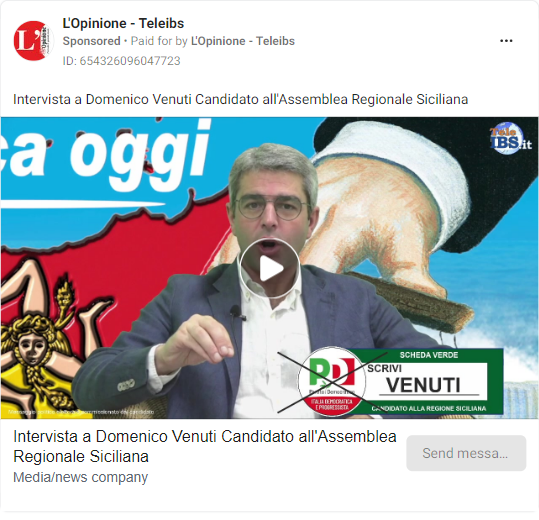 L'Opinione - Teleibs
Sponsored • Paid for by L'Opinione - Teleibs
ID: 654326096047723
Intervista a Domenico Venuti Candidato all'Assemblea Regionale Siciliana
ca oggi
Tele
IBS.it
SCHEDA VERDE
SCRIVI
VENUTI
CANDIDATO ALLA REGIONE SICILIANA
PD
Partito Democratico
ITALIA DEMOCRATICA
E PROGRESSISTA
Intervista a Domenico Venuti Candidato all'Assemblea
Regionale Siciliana
Media/news company
Send messa...